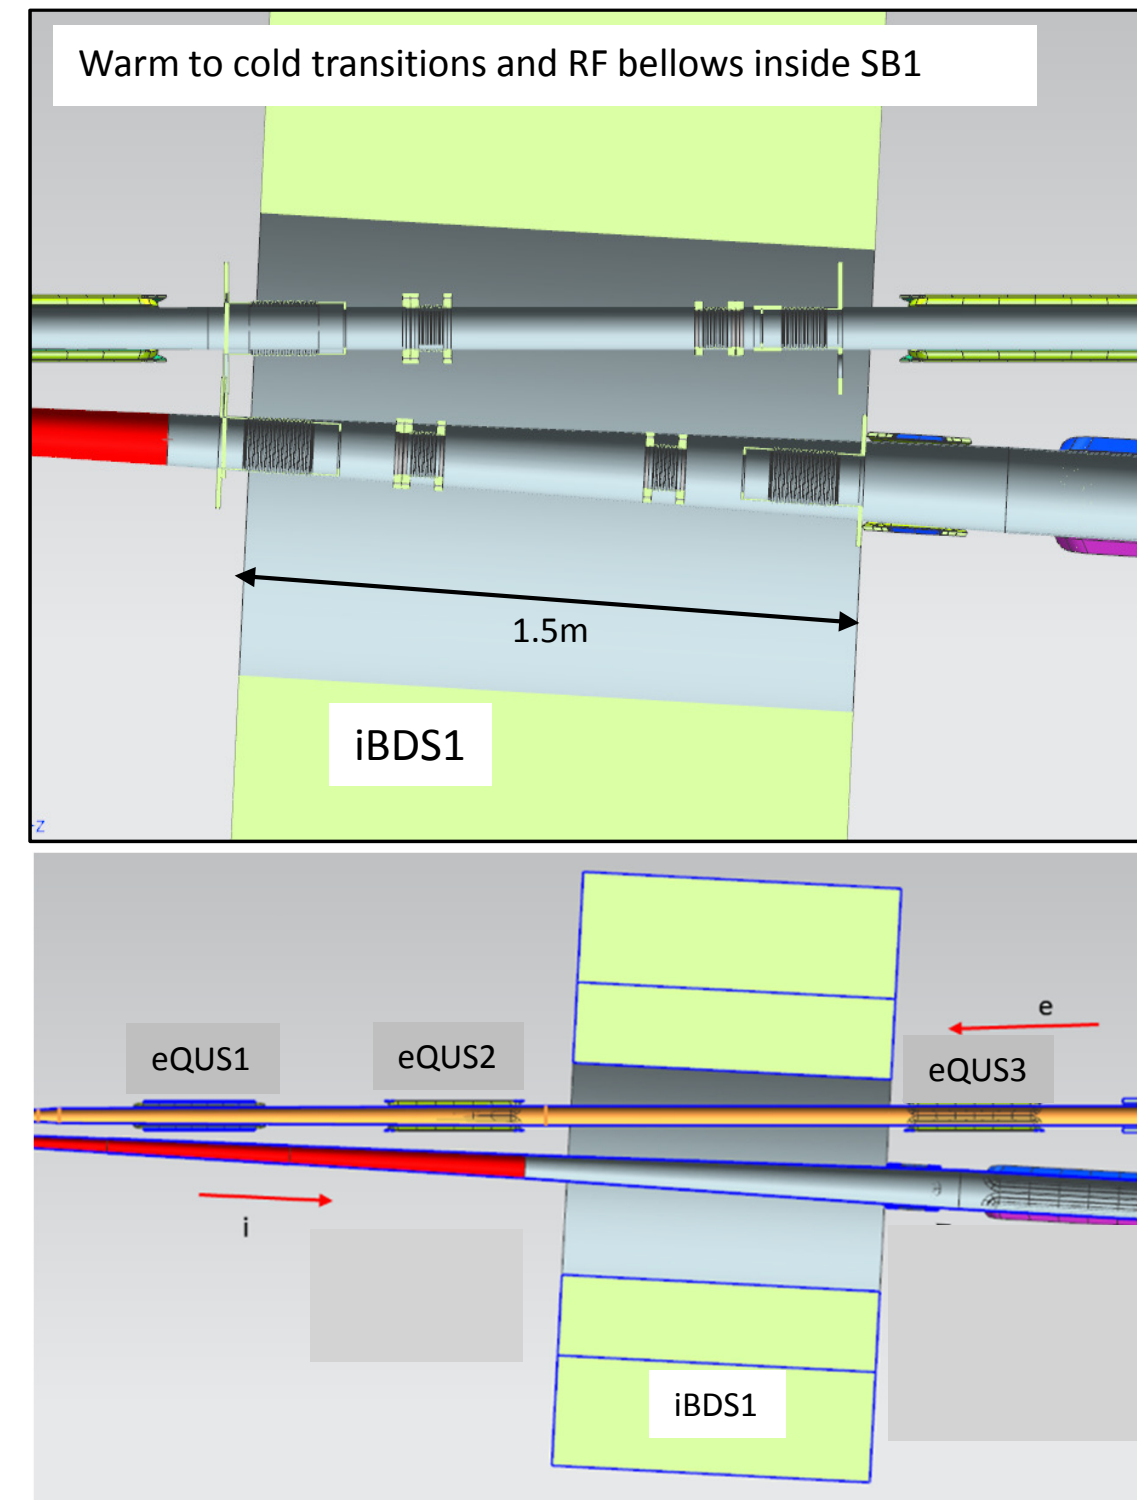 Warm to cold transitions and RF bellows inside SB1
1.5m
iBDS1
Z
e
eQUS1
eQUS2
eQUS3
i
iBDS1